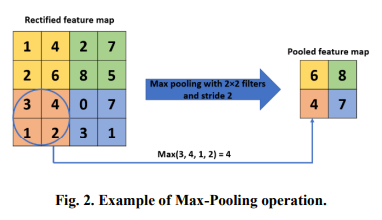 Rectified feature map
1 4 2 7
2 6 8 5
3 4 0 7
1 2 3 1
Max pooling with 2×2 filters
and stride 2
Pooled feature map
6 8
4 7
Max(3, 4, 1, 2) = 4
Fig. 2. Example of Max-Pooling operation.